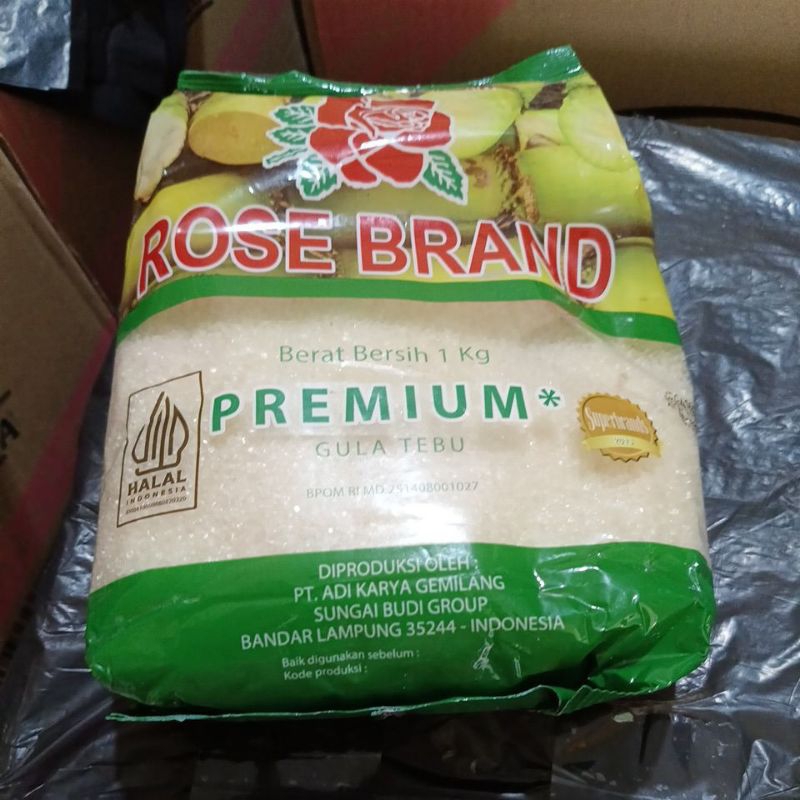 ROSE BRAND
Berat Bersih 1 Kg
PREMIUM*
GULA TEBU
HALAL
INDONESIA
Superbrands
BPOM RI MD 251408001027
DIPRODUKSI OLEH :
PT. ADI KARYA GEMILANG
SUNGAI BUDI GROUP
BANDAR LAMPUNG 35244 - INDONESIA
Baik digunakan sebelum :
Kode produksi :